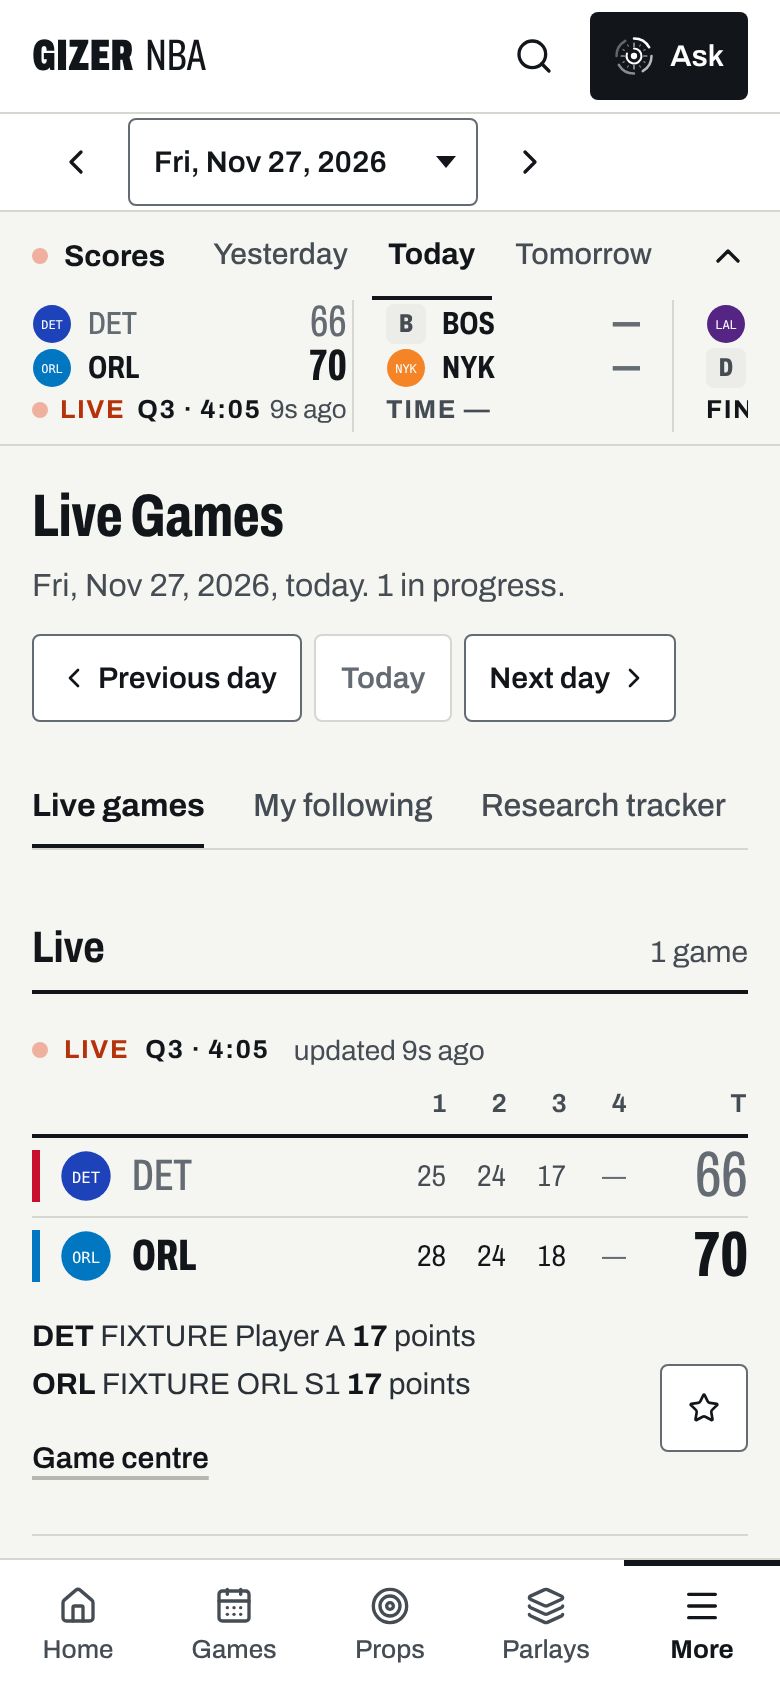 GIZER NBA
Ask
Fri, Nov 27, 2026
Scores Yesterday Today Tomorrow
DET DET 66
ORL ORL 70
LIVE Q3 · 4:05 9s ago
B BOS —
NYK NYK —
TIME —
LAL
D
FIN
Live Games
Fri, Nov 27, 2026, today. 1 in progress.
Previous day Today Next day
Live games My following Research tracker
Live 1 game
LIVE Q3 · 4:05 updated 9s ago
1 2 3 4 T
DET DET 25 24 17 — 66
ORL ORL 28 24 18 — 70
DET FIXTURE Player A 17 points
ORL FIXTURE ORL S1 17 points
Game centre
Home Games Props Parlays More